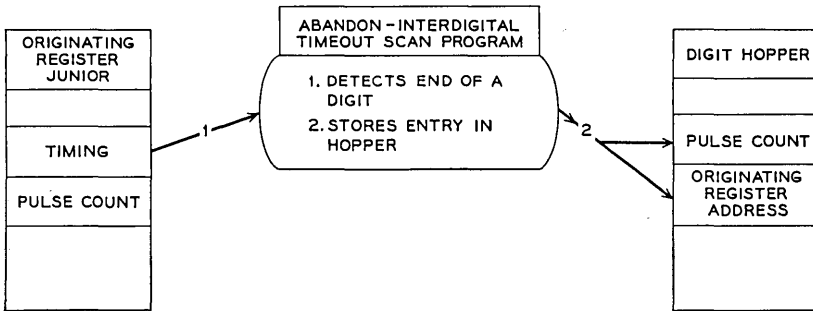 ORIGINATING
REGISTER
JUNIOR
TIMING
PULSE COUNT
1
ABANDON-INTERDIGITAL
TIMEOUT SCAN PROGRAM
1. DETECTS END OF A
DIGIT
2. STORES ENTRY IN
HOPPER
2
DIGIT HOPPER
PULSE COUNT
ORIGINATING
REGISTER
ADDRESS